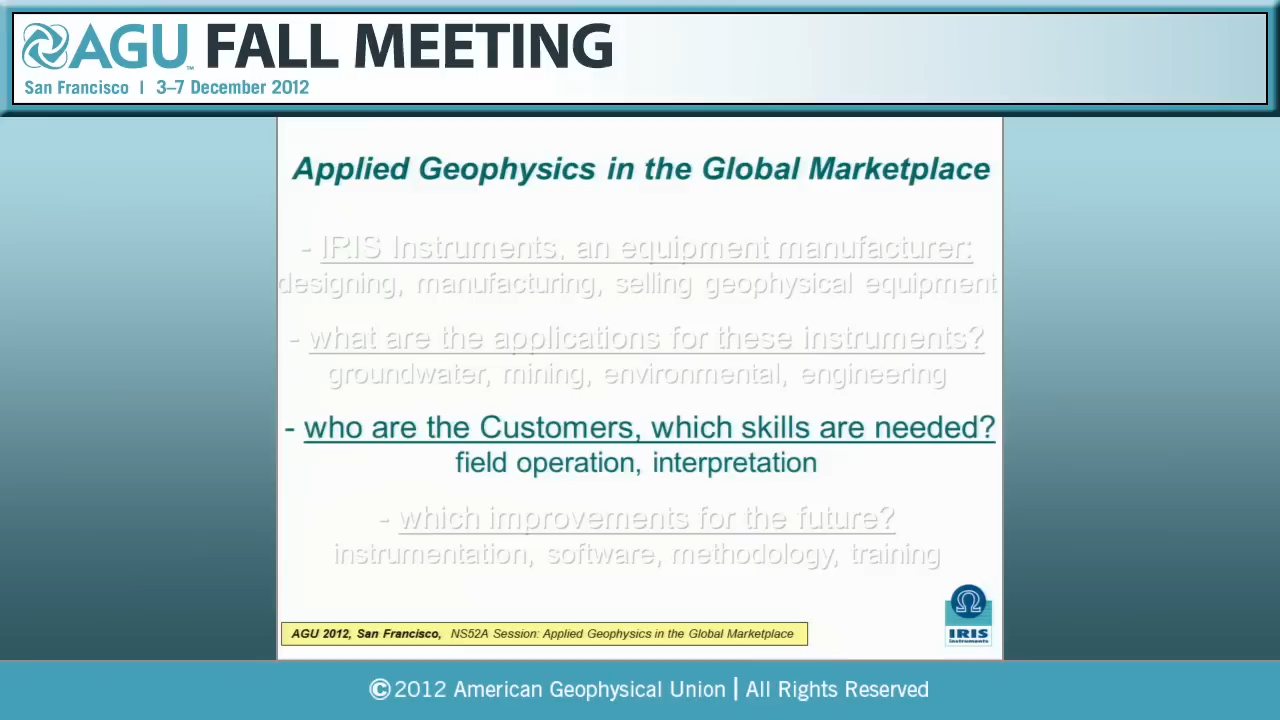 AGU™ FALL MEETING
San Francisco | 3–7 December 2012
Applied Geophysics in the Global Marketplace
- IRIS Instruments, an equipment manufacturer:
designing, manufacturing, selling geophysical equipment
- what are the applications for these instruments?
groundwater, mining, environmental, engineering
- who are the Customers, which skills are needed?
field operation, interpretation
- which improvements for the future?
instrumentation, software, methodology, training
Ω
IRIS
Instruments
AGU 2012, San Francisco, NS52A Session: Applied Geophysics in the Global Marketplace
©2012 American Geophysical Union | All Rights Reserved